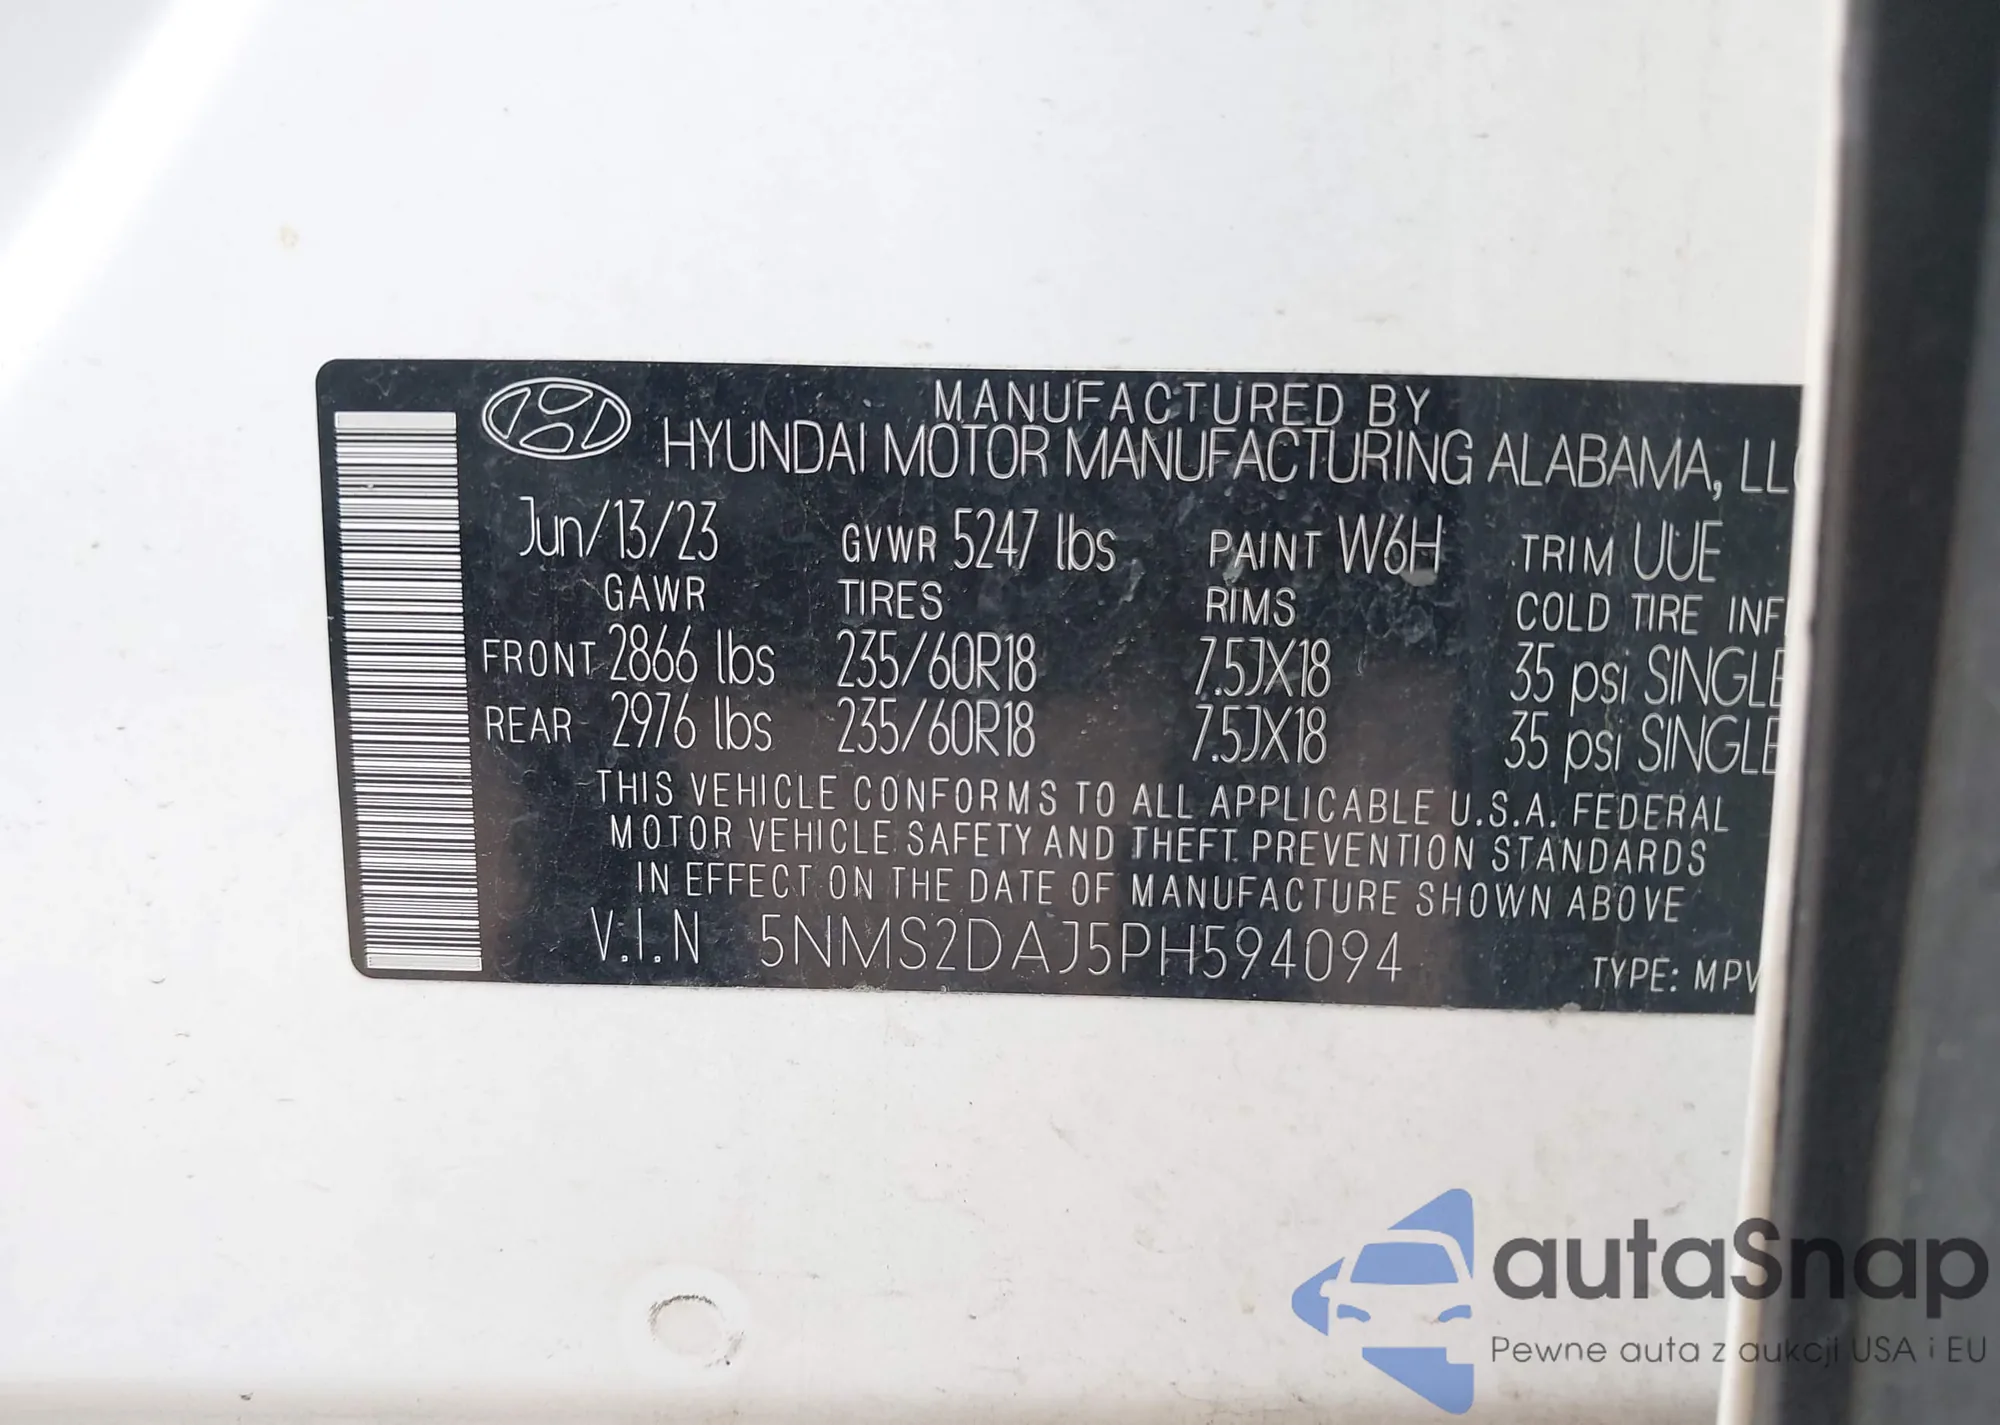 MANUFACTURED BY
HYUNDAI MOTOR MANUFACTURING ALABAMA, LLC
Jun/13/23 GVWR 5247 lbs PAINT W6H TRIM UUE
GAWR TIRES RIMS COLD TIRE INF
FRONT 2866 lbs 235/60R18 7.5JX18 35 psi SINGLE
REAR 2976 lbs 235/60R18 7.5JX18 35 psi SINGLE
THIS VEHICLE CONFORMS TO ALL APPLICABLE U.S.A. FEDERAL
MOTOR VEHICLE SAFETY AND THEFT PREVENTION STANDARDS
IN EFFECT ON THE DATE OF MANUFACTURE SHOWN ABOVE
V.I.N 5NMS2DAJ5PH594094 TYPE: MPV
autaSnap
Pewne auta z aukcji USA i EU